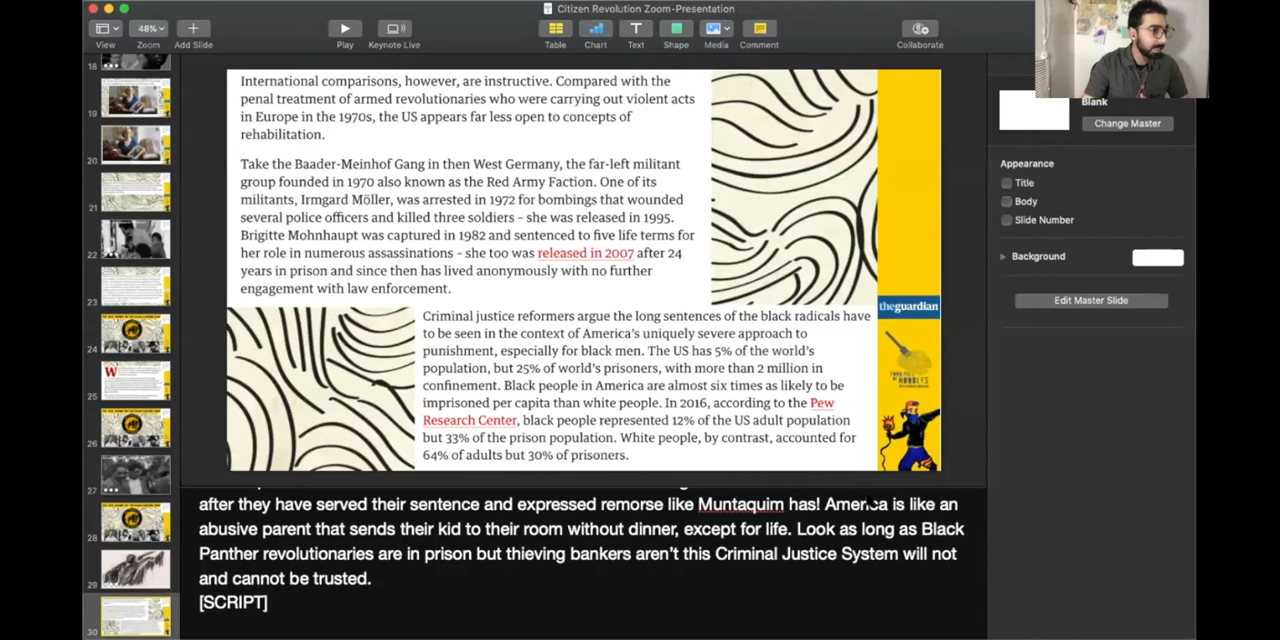 Citizen Revolution Zoom-Presentation
48%
View
Zoom
Add Slide
Play
Keynote Live
Table
Chart
Text
Shape
Media
Comment
Collaborate
18
19
20
21
22
23
24
25
26
27
28
29
30
International comparisons, however, are instructive. Compared with the
penal treatment of armed revolutionaries who were carrying out violent acts
in Europe in the 1970s, the US appears far less open to concepts of
rehabilitation.
Take the Baader-Meinhof Gang in then West Germany, the far-left militant
group founded in 1970 also known as the Red Army Faction. One of its
militants, Irmgard Möller, was arrested in 1972 for bombings that wounded
several police officers and killed three soldiers – she was released in 1995.
Brigitte Mohnhaupt was captured in 1982 and sentenced to five life terms for
her role in numerous assassinations – she too was released in 2007 after 24
years in prison and since then has lived anonymously with no further
engagement with law enforcement.
theguardian
Criminal justice reformers argue the long sentences of the black radicals have
to be seen in the context of America's uniquely severe approach to
punishment, especially for black men. The US has 5% of the world's
population, but 25% of world's prisoners, with more than 2 million in
confinement. Black people in America are almost six times as likely to be
imprisoned per capita than white people. In 2016, according to the Pew
Research Center, black people represented 12% of the US adult population
but 33% of the prison population. White people, by contrast, accounted for
64% of adults but 30% of prisoners.
after they have served their sentence and expressed remorse like Muntaquim has! America is like an
abusive parent that sends their kid to their room without dinner, except for life. Look as long as Black
Panther revolutionaries are in prison but thieving bankers aren't this Criminal Justice System will not
and cannot be trusted.
[SCRIPT]
Blank
Change Master
Appearance
Title
Body
Slide Number
Background
Edit Master Slide